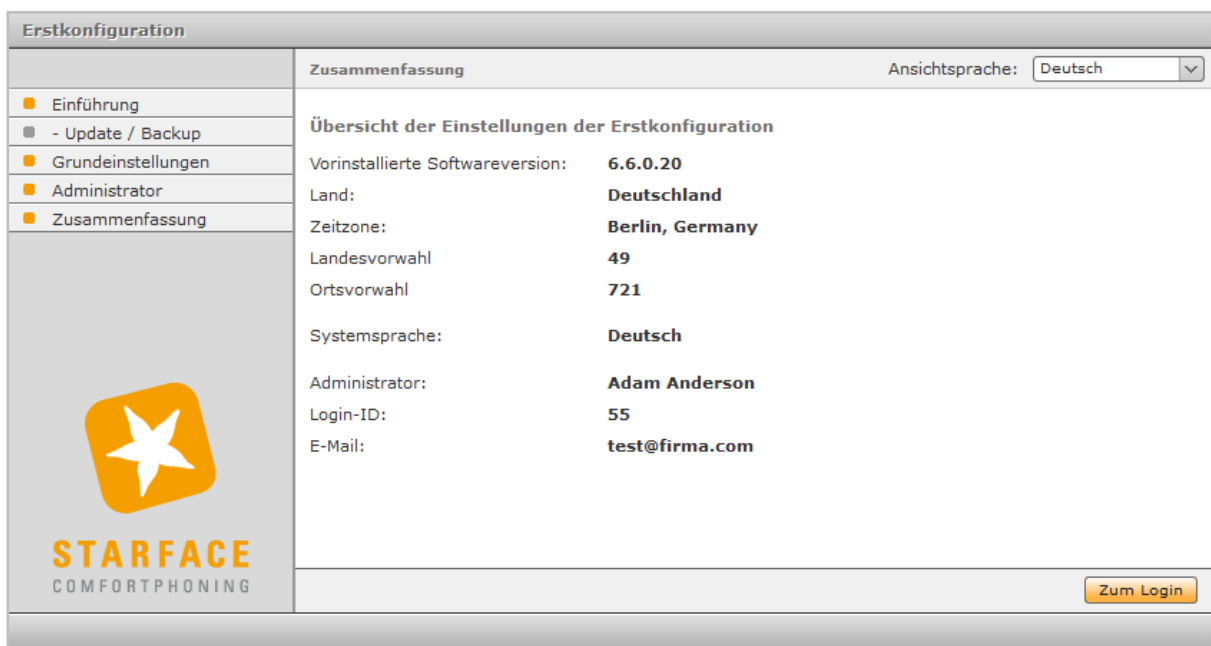 Erstkonfiguration
Zusammenfassung Ansichtsprache: Deutsch
Einführung
- Update / Backup
Grundeinstellungen
Administrator
Zusammenfassung
Übersicht der Einstellungen der Erstkonfiguration
Vorinstallierte Softwareversion: 6.6.0.20
Land: Deutschland
Zeitzone: Berlin, Germany
Landesvorwahl 49
Ortsvorwahl 721
Systemsprache: Deutsch
Administrator: Adam Anderson
Login-ID: 55
E-Mail: test@firma.com
STARFACE
COMFORTPHONING
Zum Login